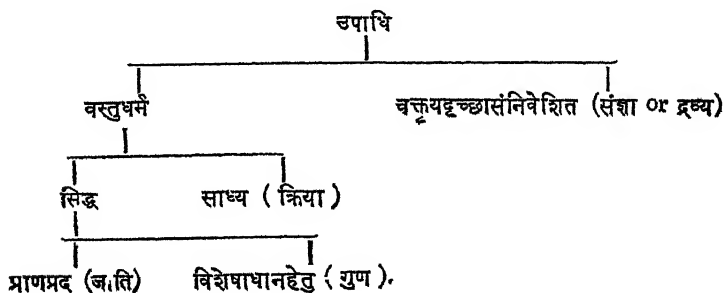 उपाधि
वस्तुधर्म वक्तृयदृच्छासंनिवेशित (संज्ञा or द्रव्य)
सिद्ध साध्य ( क्रिया )
प्राणप्रद (जाति) विशेषाधानहेतु ( गुण ).